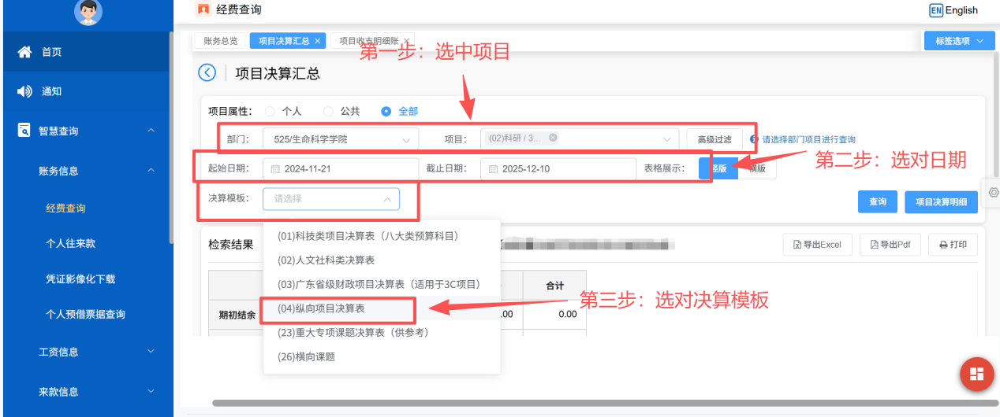 经费查询
EN English
首页
通知
智慧查询
账务信息
经费查询
个人往来款
凭证影像化下载
个人预借票据查询
工资信息
来款信息
账务总览 项目决算汇总 × 项目收支明细账 × 标签选项
第一步：选中项目
项目决算汇总
项目属性： 个人 公共 全部
部门： 525/生命科学学院 项目： (02)科研 / 3... 高级过滤 请选择部门项目进行查询
起始日期： 2024-11-21 截止日期： 2025-12-10 表格展示： 竖版 横版
第二步：选对日期
决算模板： 请选择
查询 项目决算明细
(01)科技类项目决算表（八大类预算科目）
(02)人文社科类决算表
(03)广东省级财政项目决算表（适用于3C项目）
(04)纵向项目决算表
(23)重大专项课题决算表（供参考）
(26)横向课题
第三步：选对决算模板
检索结果 导出Excel 导出Pdf 打印
合计
期初结余 .00 0.00